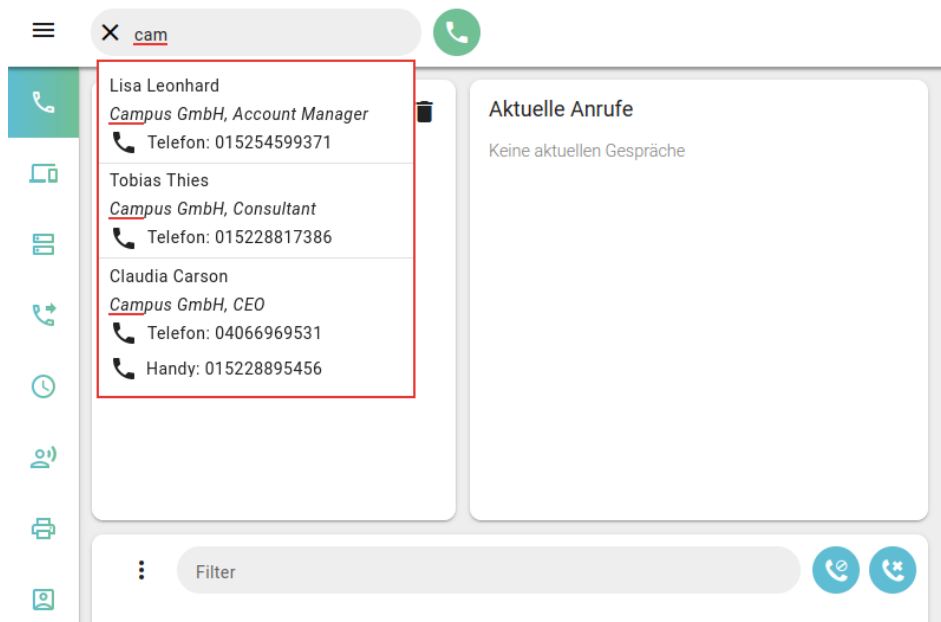 cam
Lisa Leonhard
Campus GmbH, Account Manager
Telefon: 015254599371
Tobias Thies
Campus GmbH, Consultant
Telefon: 015228817386
Claudia Carson
Campus GmbH, CEO
Telefon: 04066969531
Handy: 015228895456
Aktuelle Anrufe
Keine aktuellen Gespräche
Filter